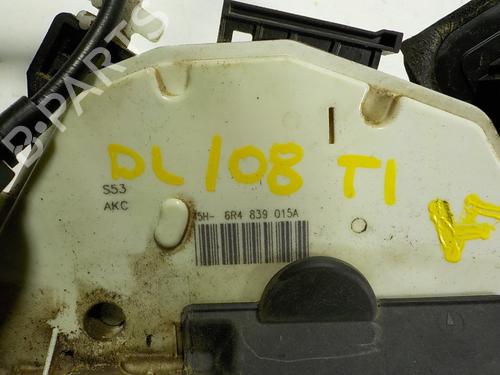 DL 108 TI
S53
AKC
5H- 6R4 839 015A
B-PARTS